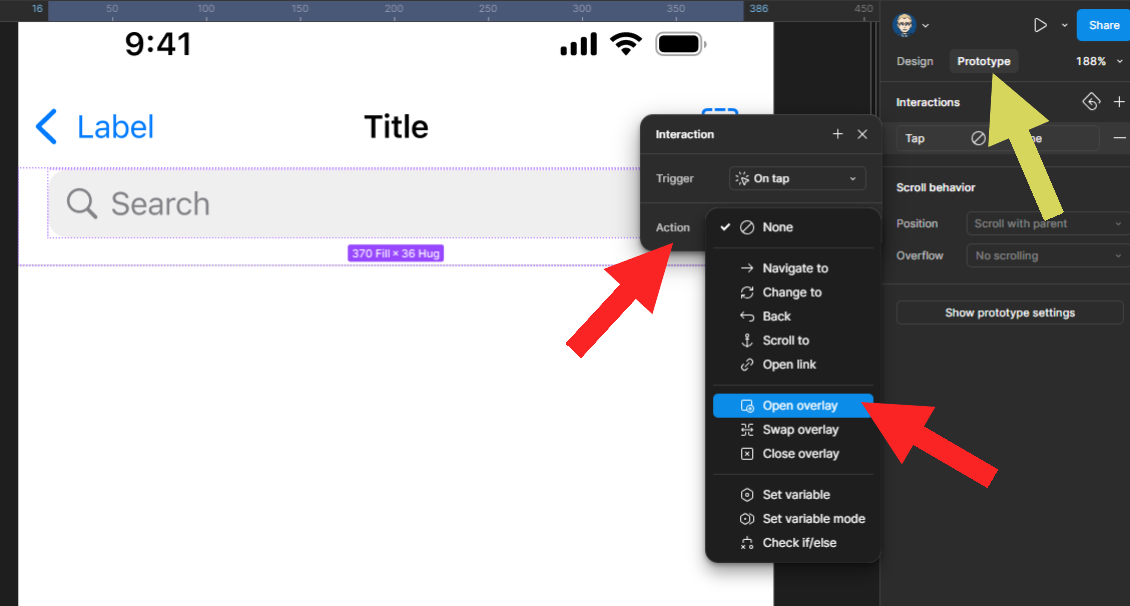 16 50 100 150 200 250 300 350 386 450
9:41
Share
Design Prototype 188%
Label Title
Interactions
Interaction
Tap
Trigger On tap
Scroll behavior
Search
Position Scroll with parent
Action None
370 Fill × 36 Hug
Overflow No scrolling
Navigate to
Change to
Back
Show prototype settings
Scroll to
Open link
Open overlay
Swap overlay
Close overlay
Set variable
Set variable mode
Check if/else